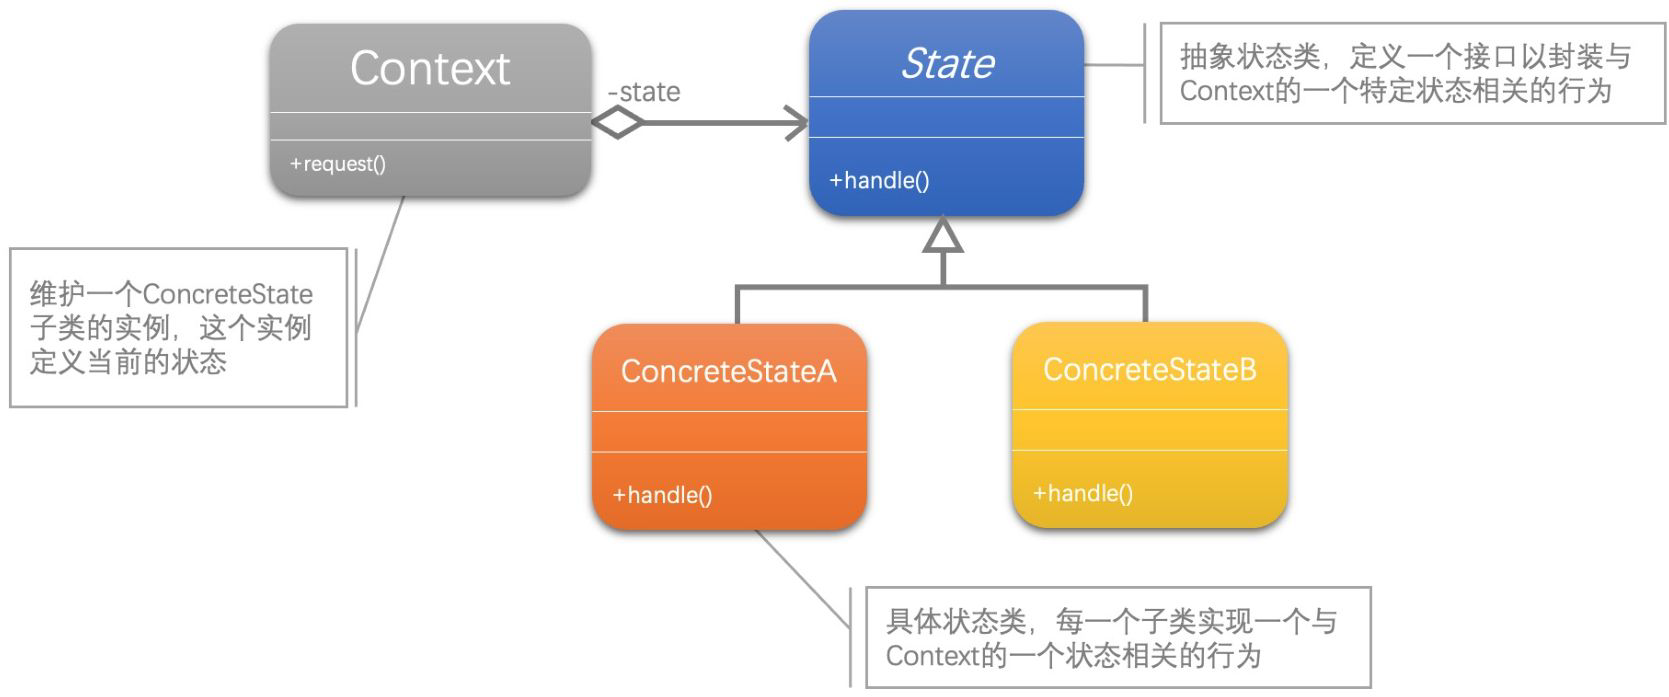 Context
+request()
-state
State
+handle()
抽象状态类，定义一个接口以封装与
Context的一个特定状态相关的行为
维护一个ConcreteState
子类的实例，这个实例
定义当前的状态
ConcreteStateA
+handle()
ConcreteStateB
+handle()
具体状态类，每一个子类实现一个与
Context的一个状态相关的行为